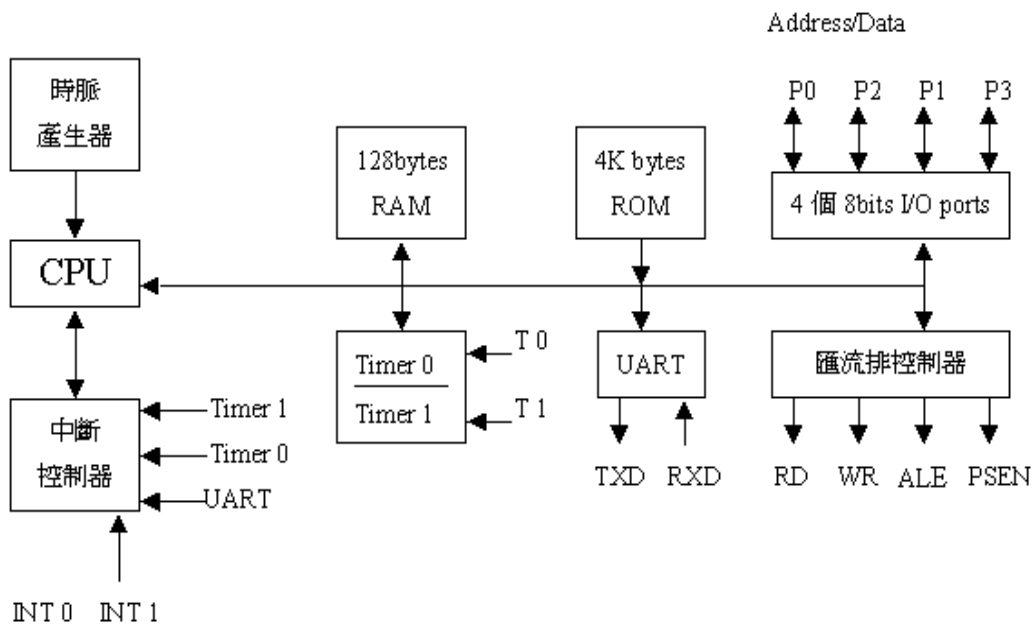 Address/Data
時脈
產生器
P0 P2 P1 P3
128bytes
RAM
4K bytes
ROM
4 個 8bits I/O ports
CPU
Timer 0
Timer 1
T 0
T 1
UART
匯流排控制器
中斷
控制器
Timer 1
Timer 0
UART
TXD RXD
RD WR ALE PSEN
INT 0 INT 1